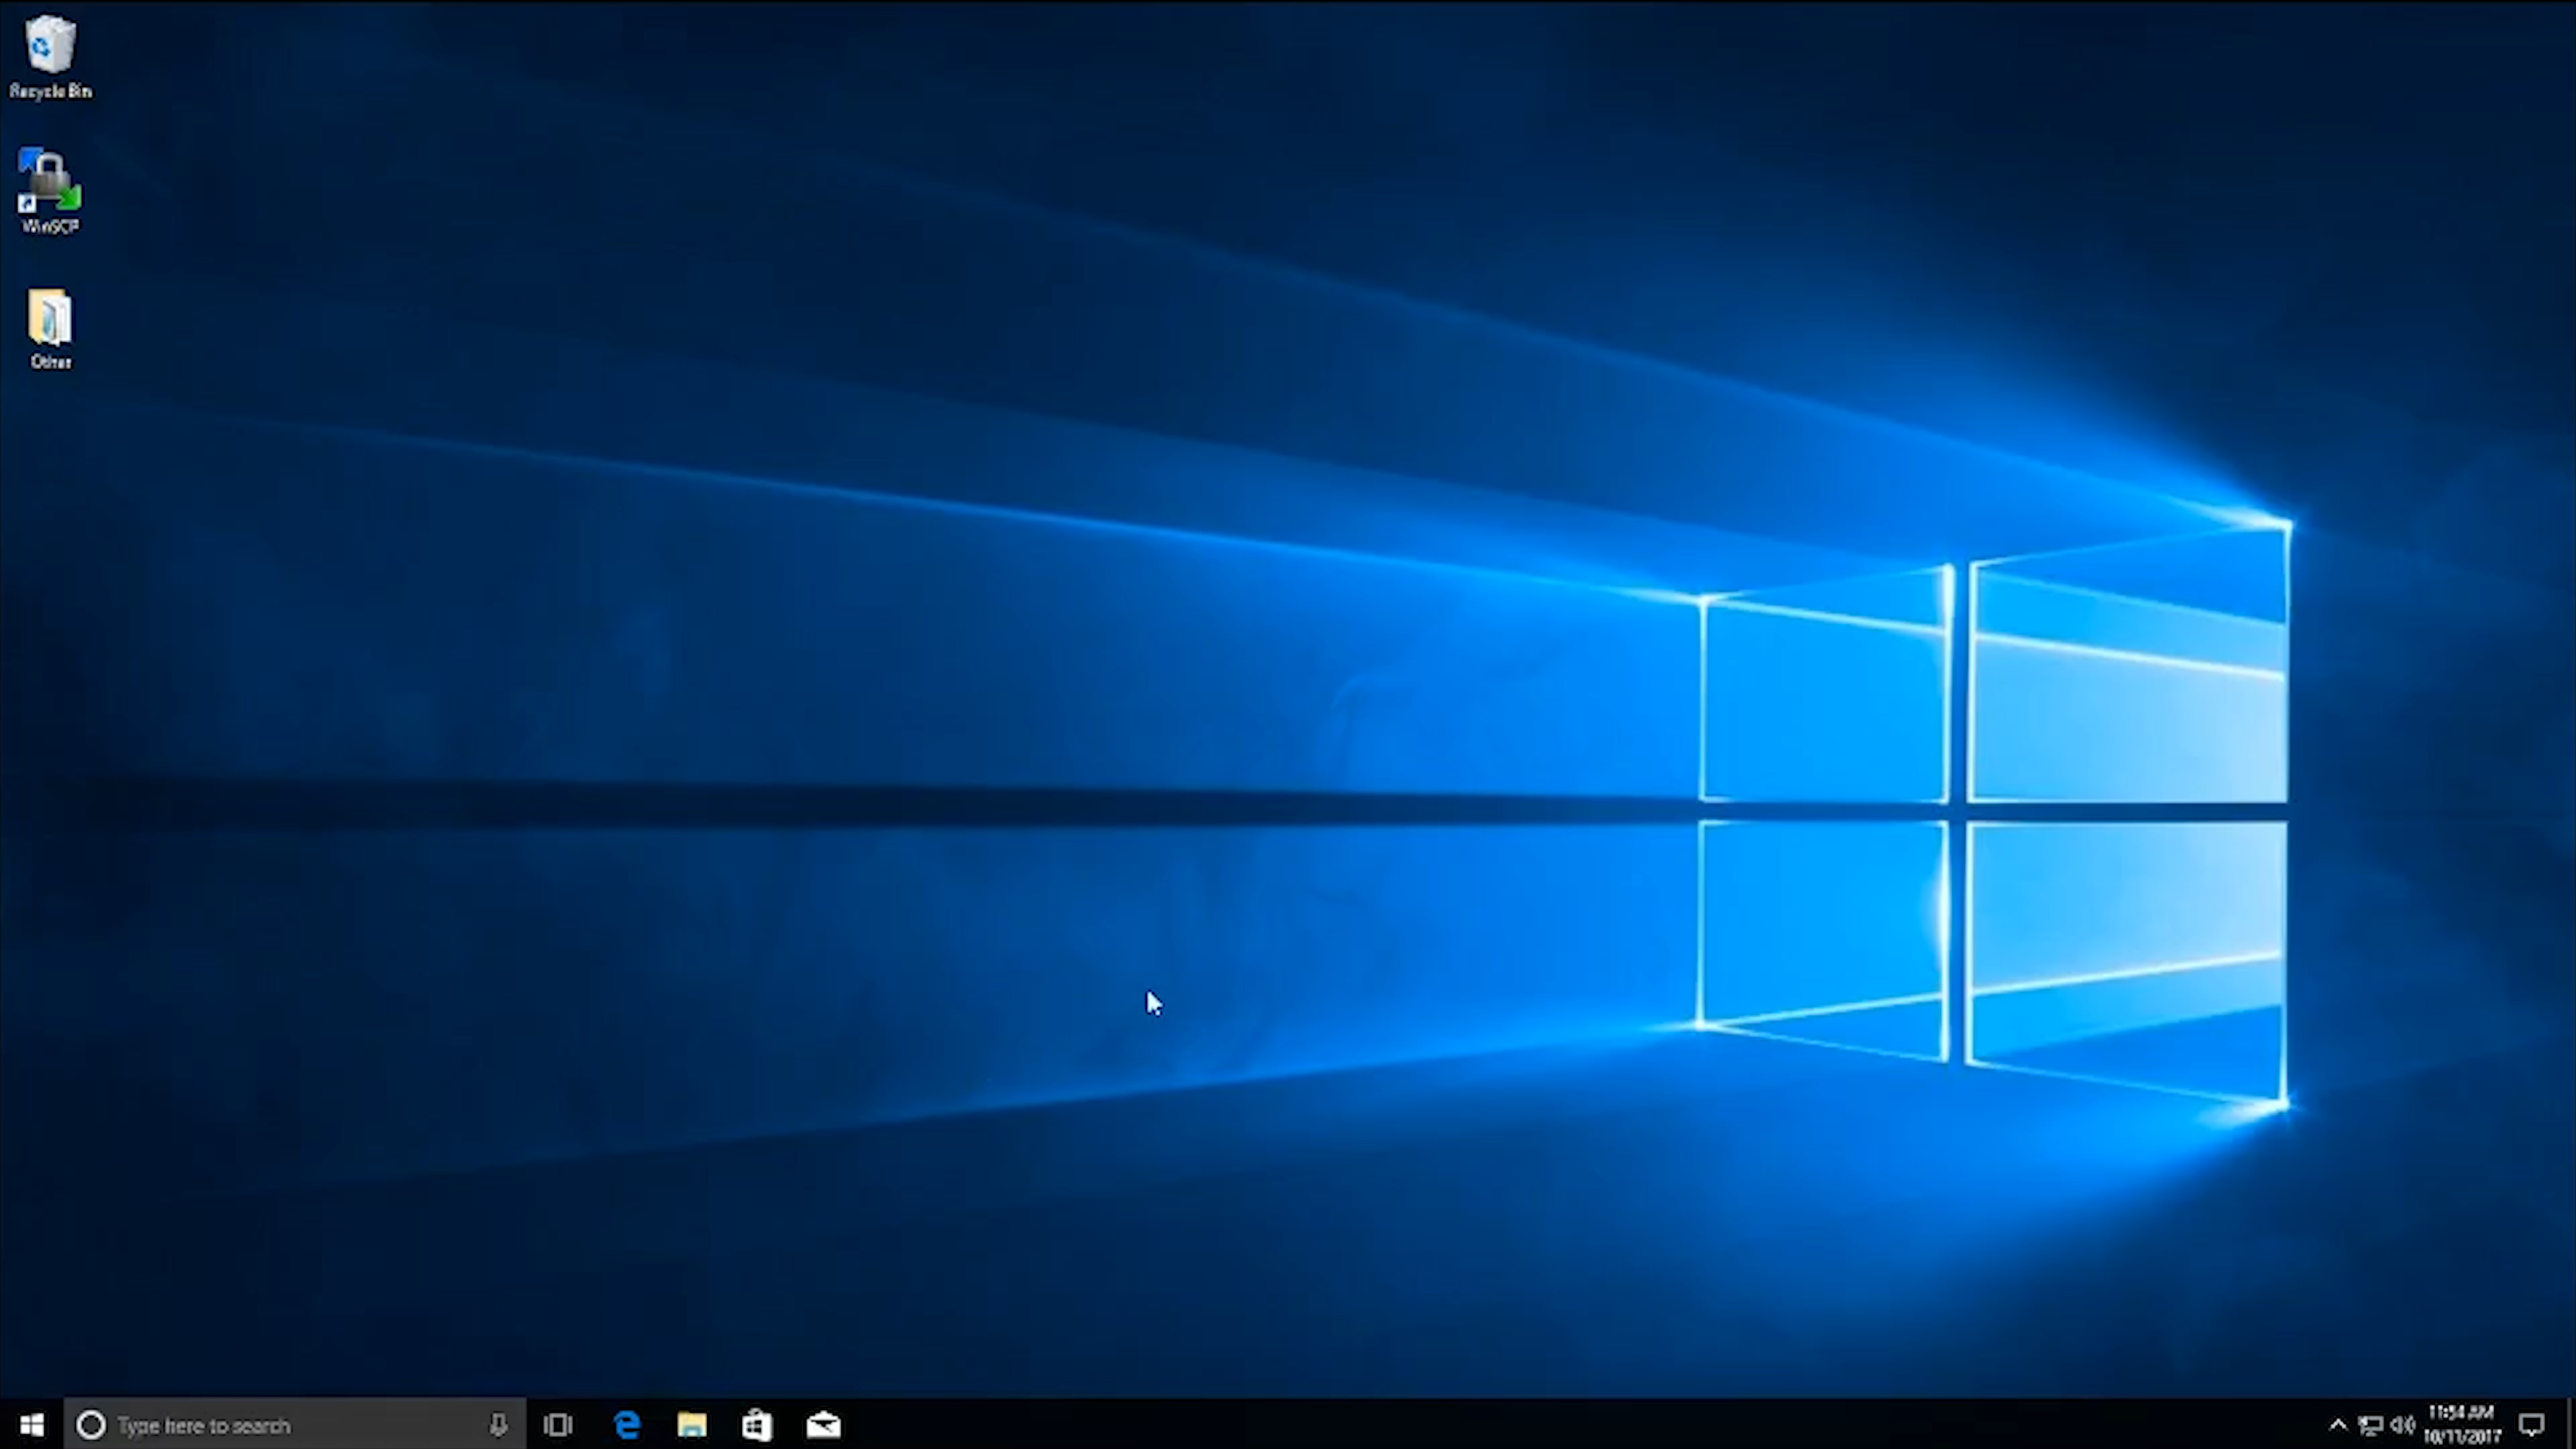 Recycle Bin
WinSCP
Other
Type here to search
11:54 AM
10/11/2017